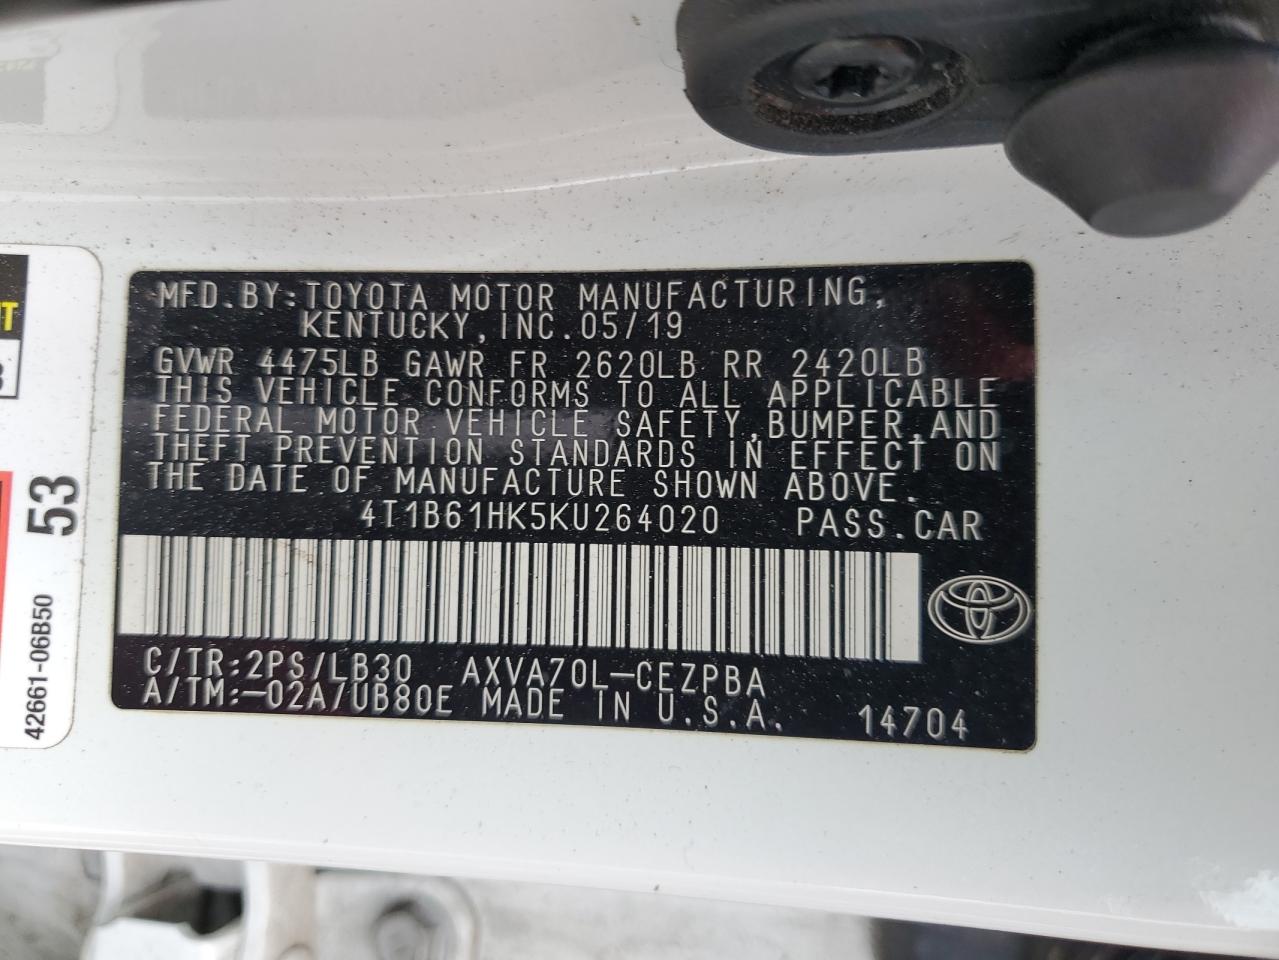 MFD.BY:TOYOTA MOTOR MANUFACTURING,
KENTUCKY,INC.05/19
GVWR 4475LB GAWR FR 2620LB RR 2420LB
THIS VEHICLE CONFORMS TO ALL APPLICABLE
FEDERAL MOTOR VEHICLE SAFETY,BUMPER,AND
THEFT PREVENTION STANDARDS IN EFFECT ON
THE DATE OF MANUFACTURE SHOWN ABOVE.
4T1B61HK5KU264020 PASS.CAR
C/TR:2PS/LB30 AXVA70L-CEZPBA
A/TM:-02A/UB80E MADE IN U.S.A. 14704
53
42661-06B50